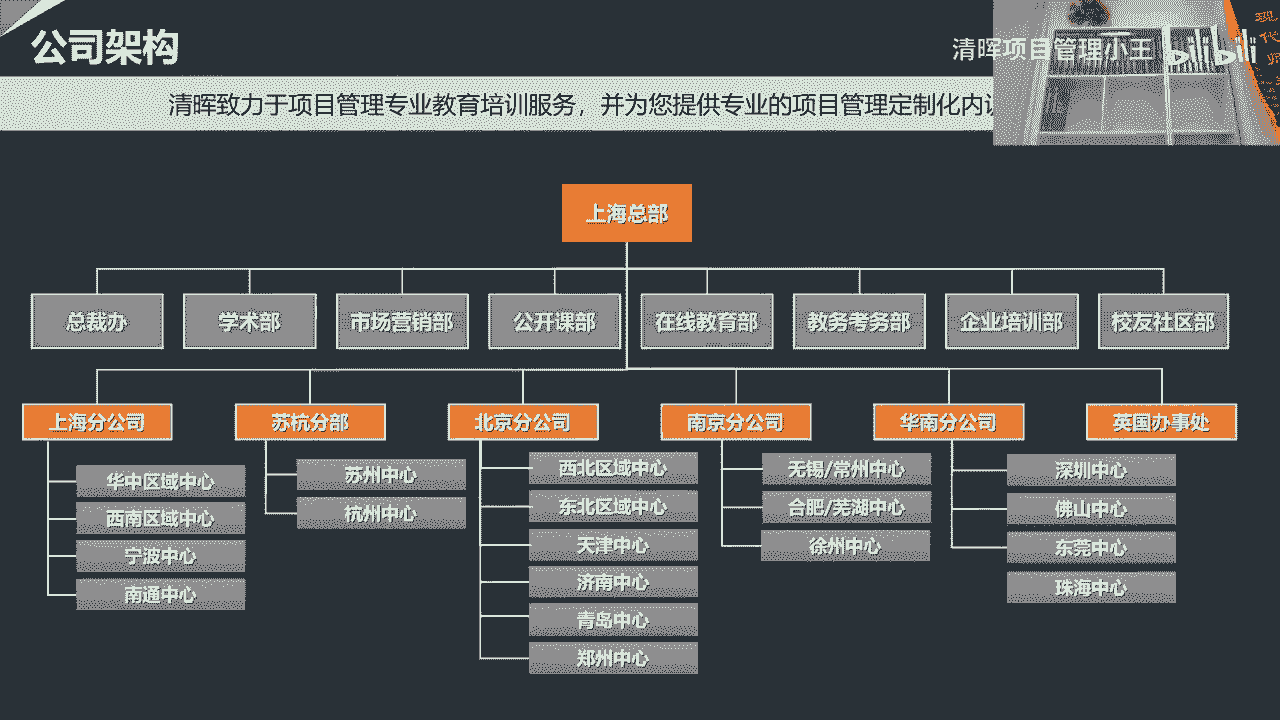 公司架构
清晖项目管理小王 bilibili
现代师
清晖致力于项目管理专业教育培训服务，并为您提供专业的项目管理定制化内训
上海总部
总裁办 学术部 市场营销部 公开课部 在线教育部 教务考务部 企业培训部 校友社区部
上海分公司 苏杭分部 北京分公司 南京分公司 华南分公司 英国办事处
华中区域中心
西南区域中心
宁波中心
南通中心
苏州中心
杭州中心
西北区域中心
东北区域中心
天津中心
济南中心
青岛中心
郑州中心
无锡/常州中心
合肥/芜湖中心
徐州中心
深圳中心
佛山中心
东莞中心
珠海中心